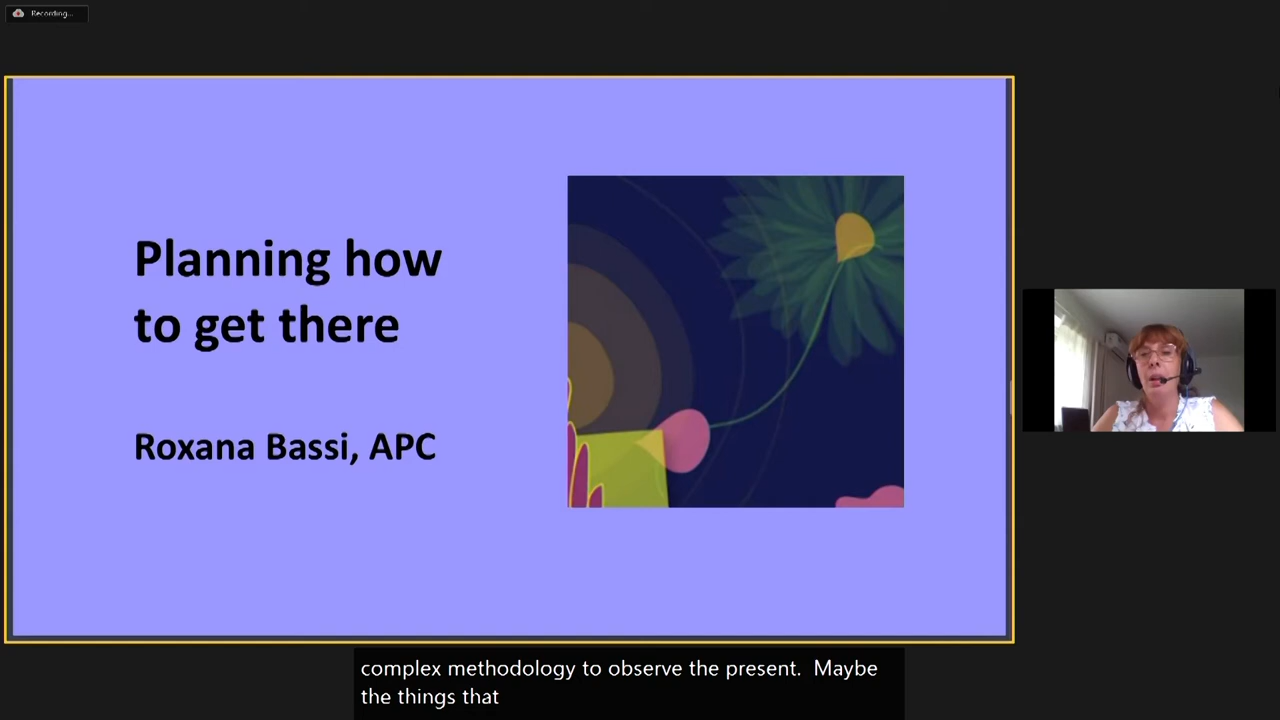 Recording...
Planning how
to get there
Roxana Bassi, APC
complex methodology to observe the present.  Maybe
the things that